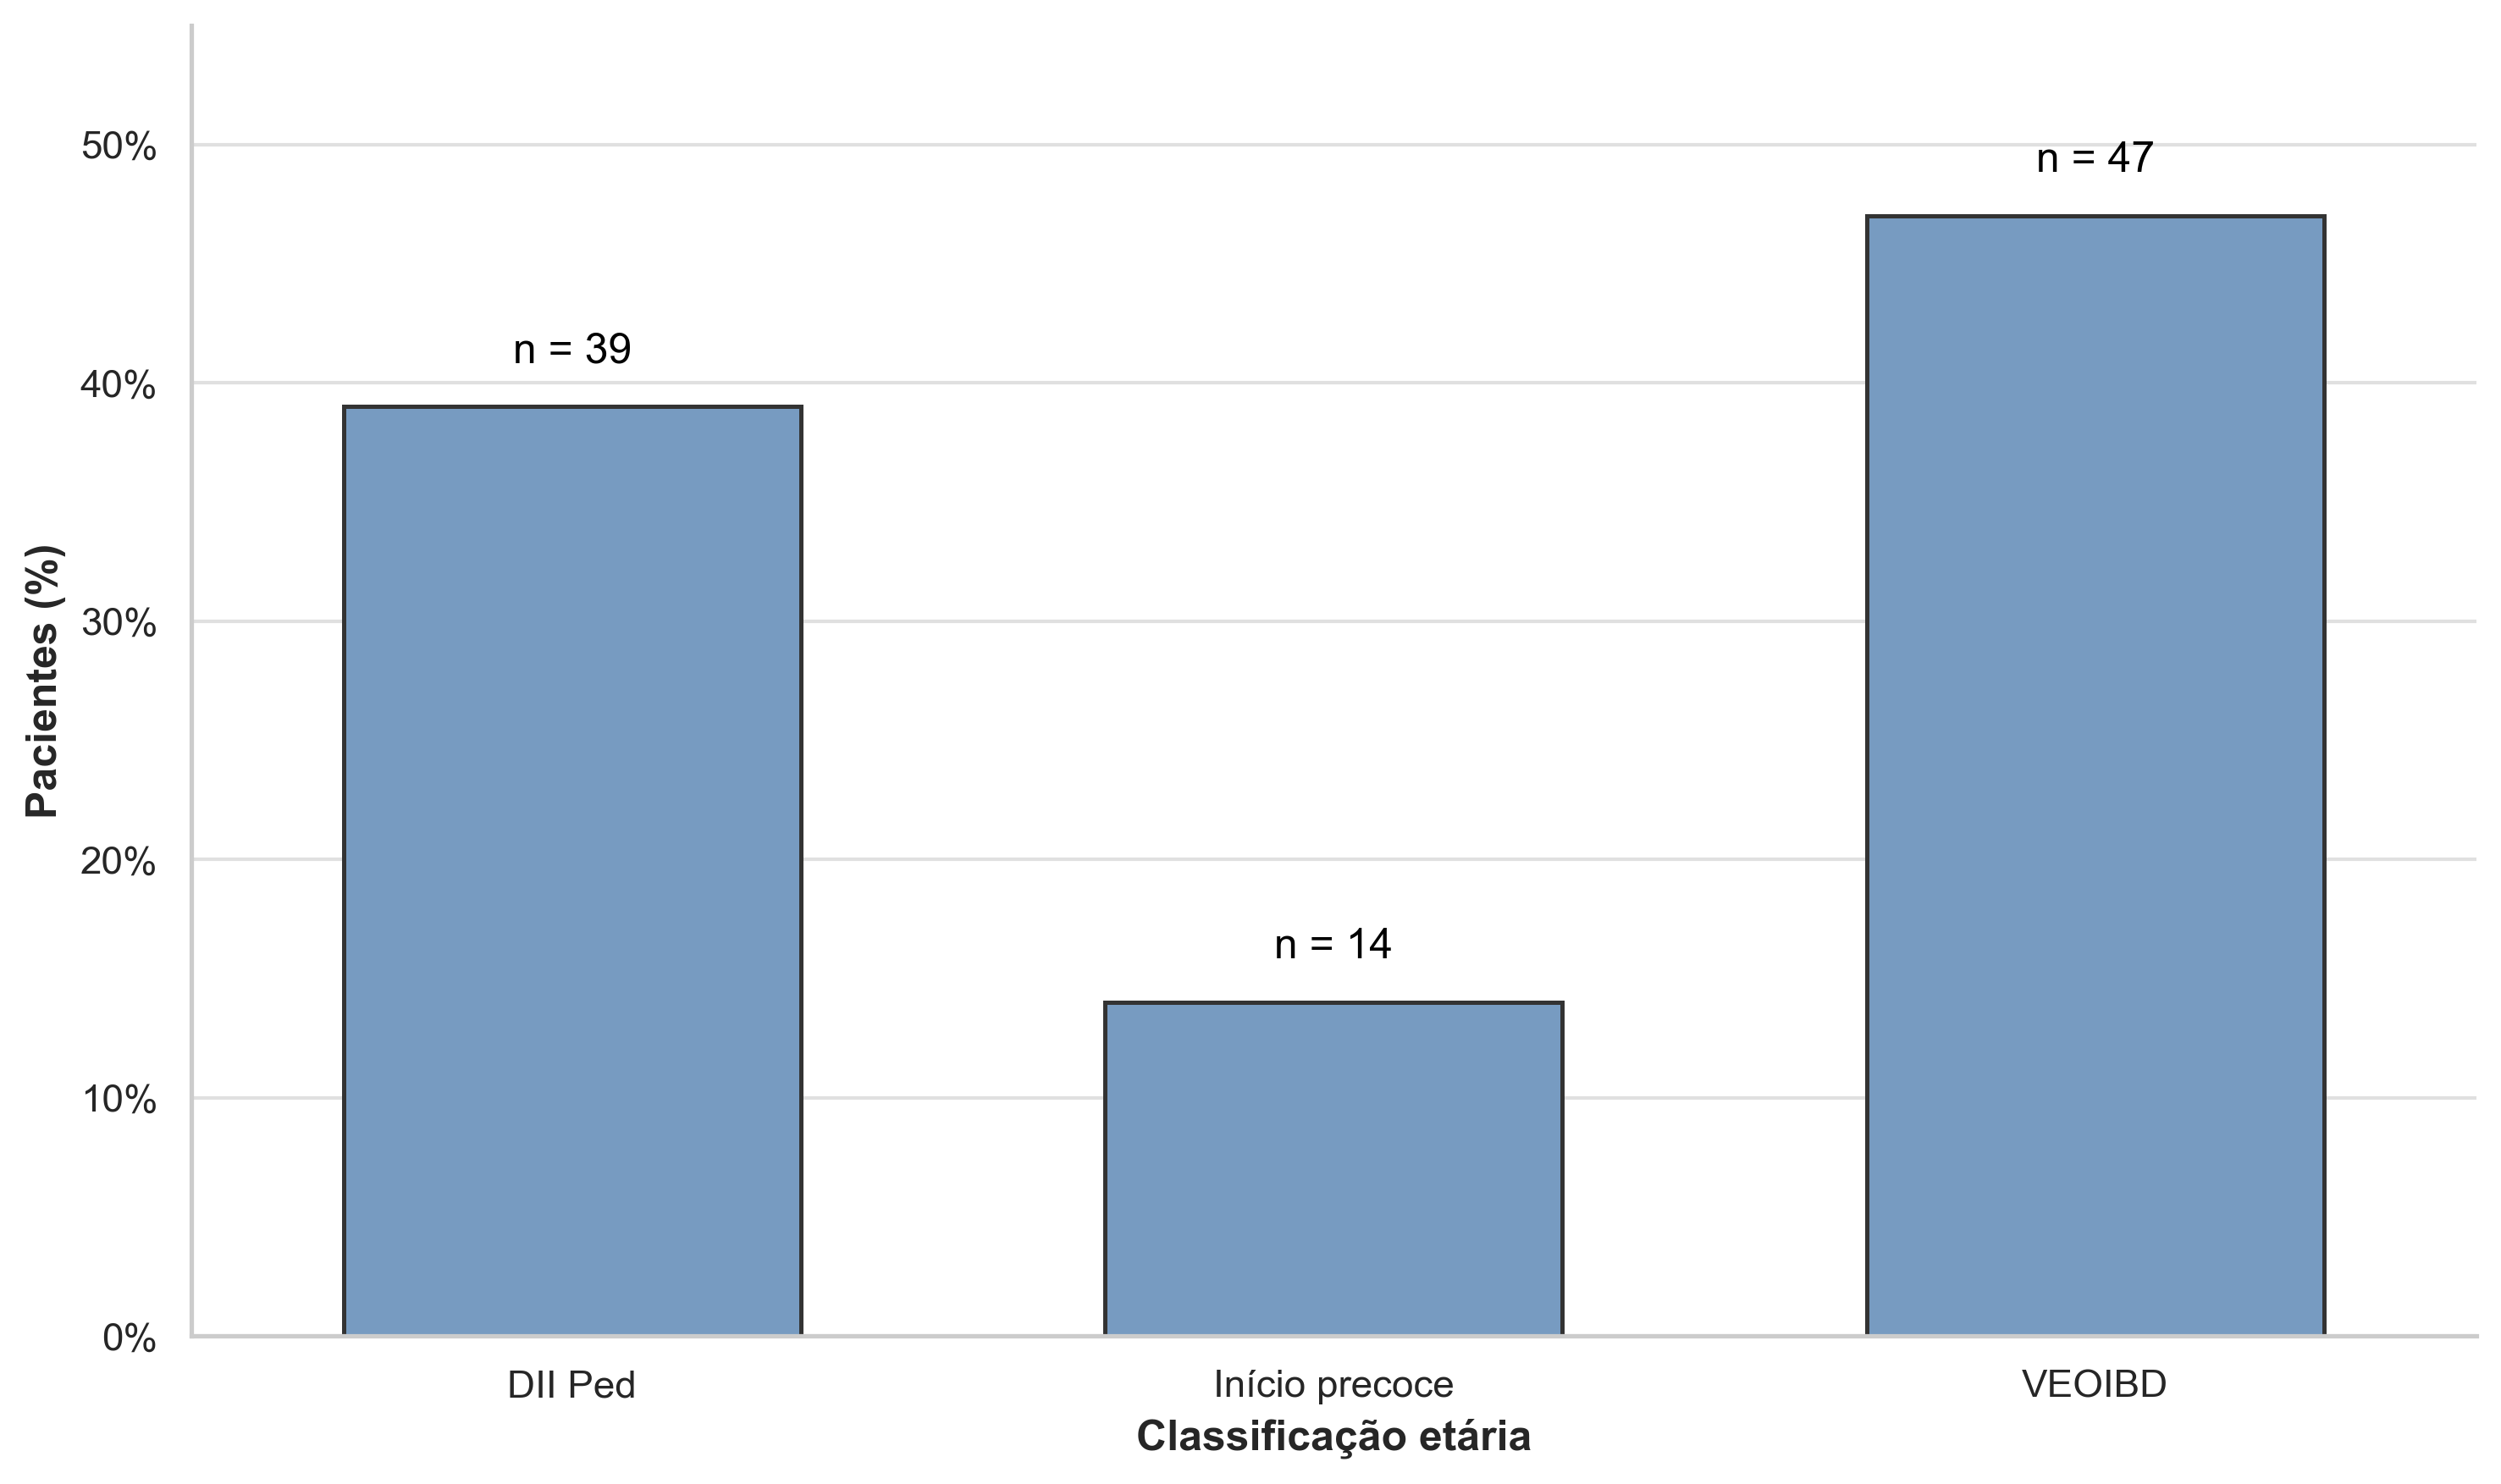 50%
n = 47
n = 39
40%
Pacientes (%)
30%
20%
n = 14
10%
0%
DII Ped
Início precoce
VEOIBD
Classificação etária